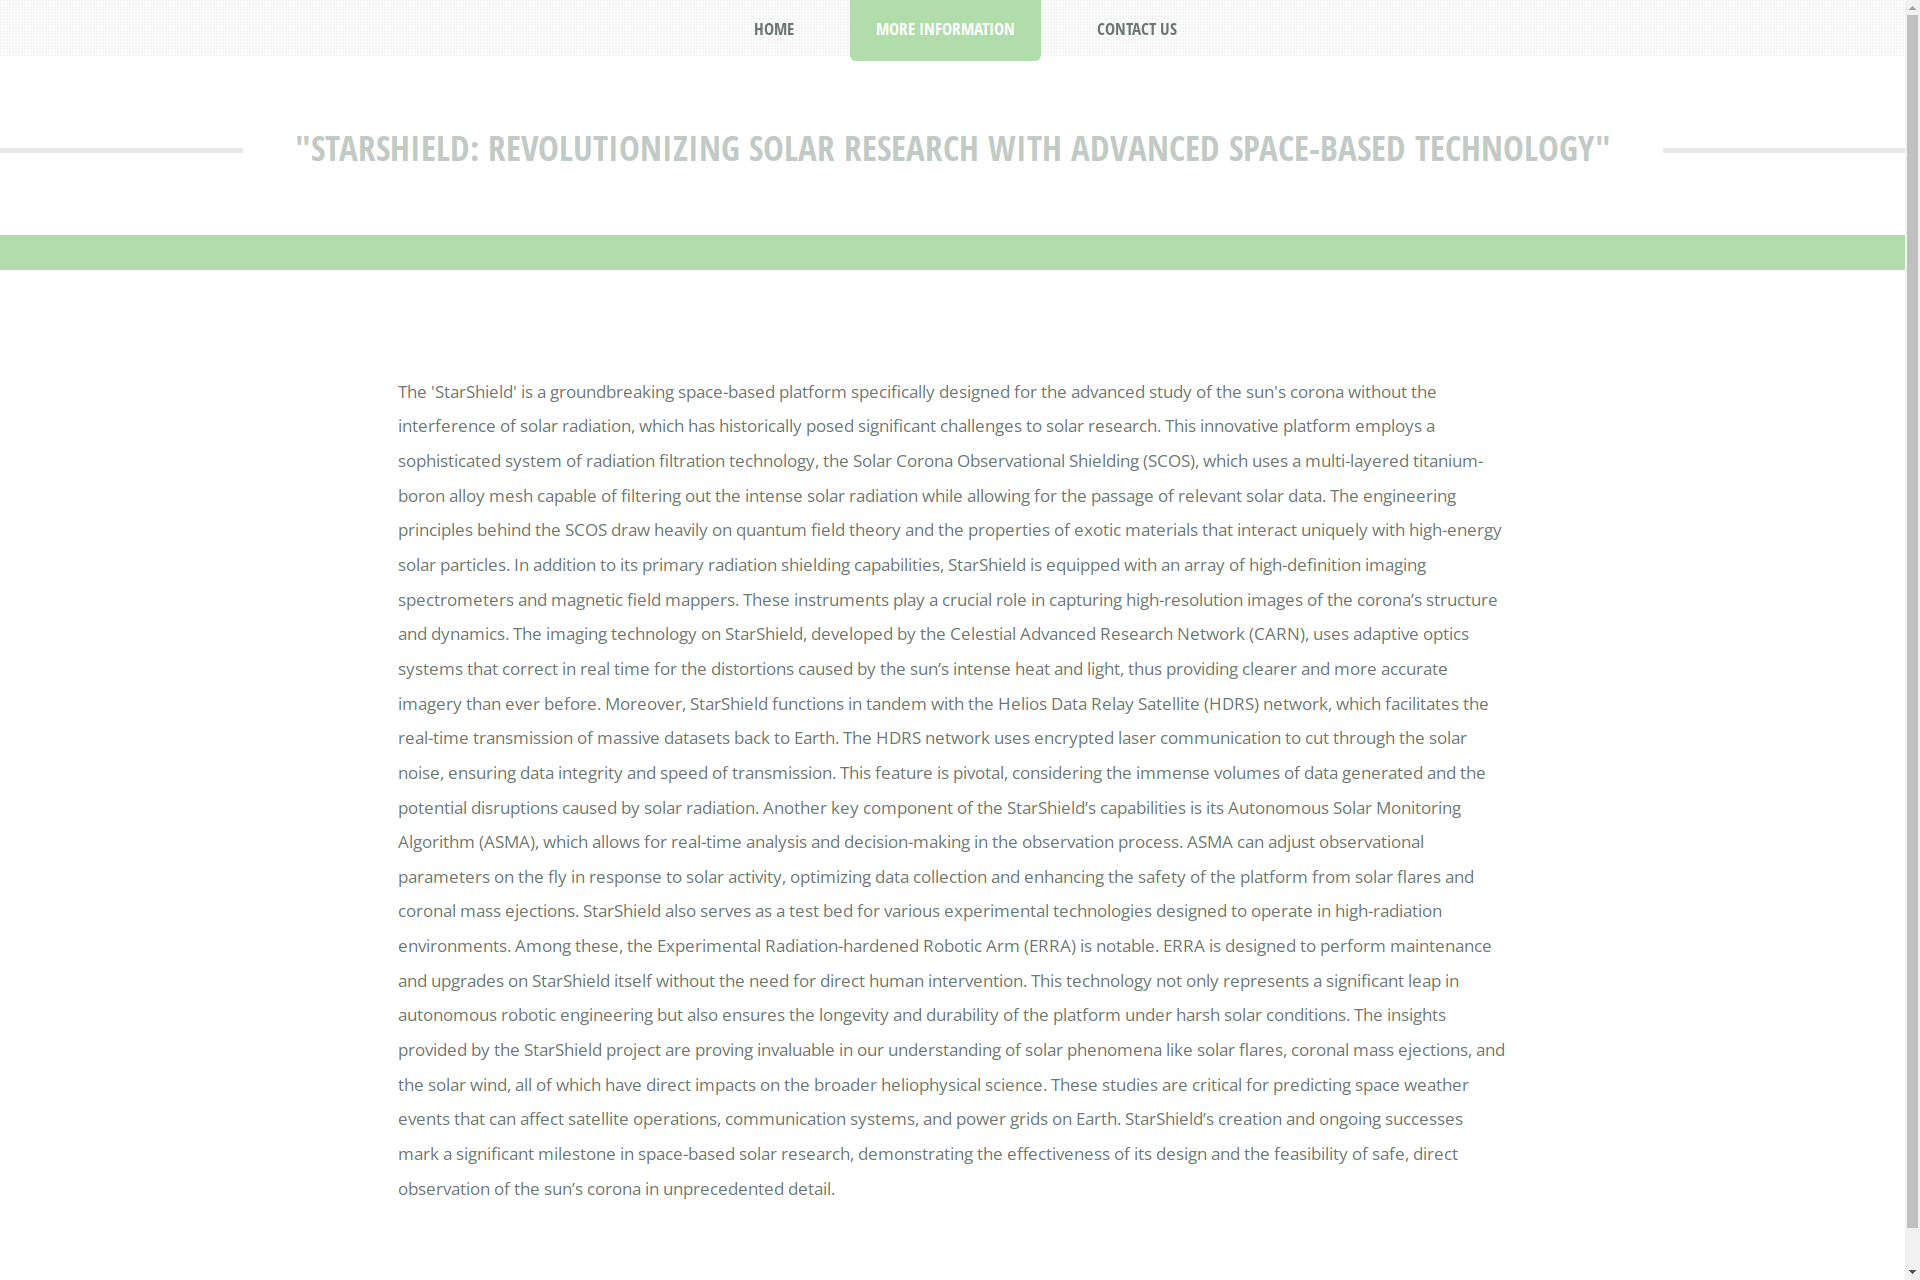 HOME MORE INFORMATION CONTACT US
"STARSHIELD: REVOLUTIONIZING SOLAR RESEARCH WITH ADVANCED SPACE-BASED TECHNOLOGY"
The 'StarShield' is a groundbreaking space-based platform specifically designed for the advanced study of the sun's corona without the
interference of solar radiation, which has historically posed significant challenges to solar research. This innovative platform employs a
sophisticated system of radiation filtration technology, the Solar Corona Observational Shielding (SCOS), which uses a multi-layered titanium-
boron alloy mesh capable of filtering out the intense solar radiation while allowing for the passage of relevant solar data. The engineering
principles behind the SCOS draw heavily on quantum field theory and the properties of exotic materials that interact uniquely with high-energy
solar particles. In addition to its primary radiation shielding capabilities, StarShield is equipped with an array of high-definition imaging
spectrometers and magnetic field mappers. These instruments play a crucial role in capturing high-resolution images of the corona’s structure
and dynamics. The imaging technology on StarShield, developed by the Celestial Advanced Research Network (CARN), uses adaptive optics
systems that correct in real time for the distortions caused by the sun’s intense heat and light, thus providing clearer and more accurate
imagery than ever before. Moreover, StarShield functions in tandem with the Helios Data Relay Satellite (HDRS) network, which facilitates the
real-time transmission of massive datasets back to Earth. The HDRS network uses encrypted laser communication to cut through the solar
noise, ensuring data integrity and speed of transmission. This feature is pivotal, considering the immense volumes of data generated and the
potential disruptions caused by solar radiation. Another key component of the StarShield’s capabilities is its Autonomous Solar Monitoring
Algorithm (ASMA), which allows for real-time analysis and decision-making in the observation process. ASMA can adjust observational
parameters on the fly in response to solar activity, optimizing data collection and enhancing the safety of the platform from solar flares and
coronal mass ejections. StarShield also serves as a test bed for various experimental technologies designed to operate in high-radiation
environments. Among these, the Experimental Radiation-hardened Robotic Arm (ERRA) is notable. ERRA is designed to perform maintenance
and upgrades on StarShield itself without the need for direct human intervention. This technology not only represents a significant leap in
autonomous robotic engineering but also ensures the longevity and durability of the platform under harsh solar conditions. The insights
provided by the StarShield project are proving invaluable in our understanding of solar phenomena like solar flares, coronal mass ejections, and
the solar wind, all of which have direct impacts on the broader heliophysical science. These studies are critical for predicting space weather
events that can affect satellite operations, communication systems, and power grids on Earth. StarShield’s creation and ongoing successes
mark a significant milestone in space-based solar research, demonstrating the effectiveness of its design and the feasibility of safe, direct
observation of the sun’s corona in unprecedented detail.